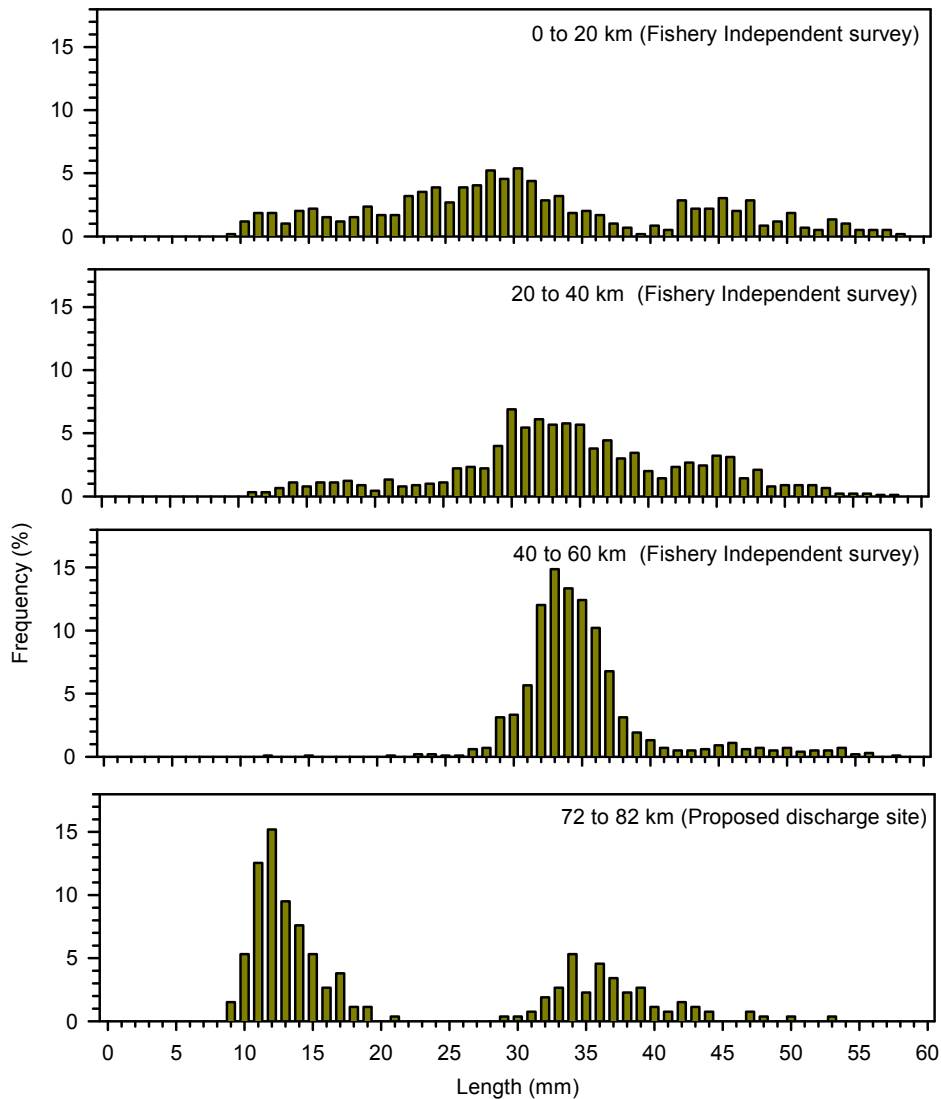 0 to 20 km (Fishery Independent survey)
15
10
5
0
20 to 40 km (Fishery Independent survey)
15
10
5
0
Frequency (%)
40 to 60 km (Fishery Independent survey)
15
10
5
0
72 to 82 km (Proposed discharge site)
15
10
5
0
0 5 10 15 20 25 30 35 40 45 50 55 60
Length (mm)